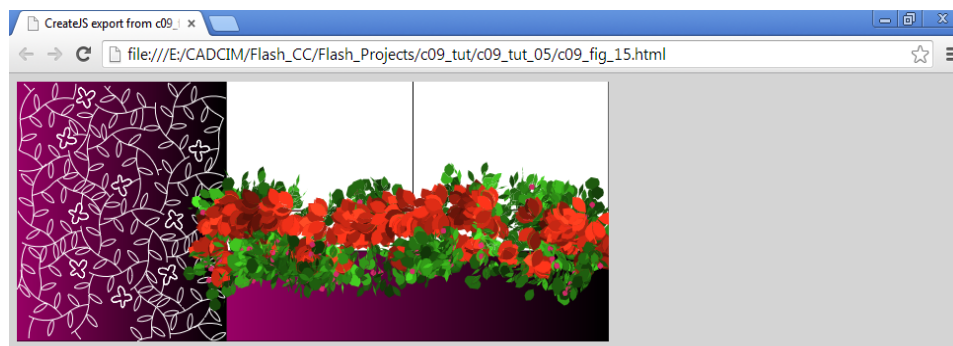 CreateJS export from c09_
file:///E:/CADCIM/Flash_CC/Flash_Projects/c09_tut/c09_tut_05/c09_fig_15.html